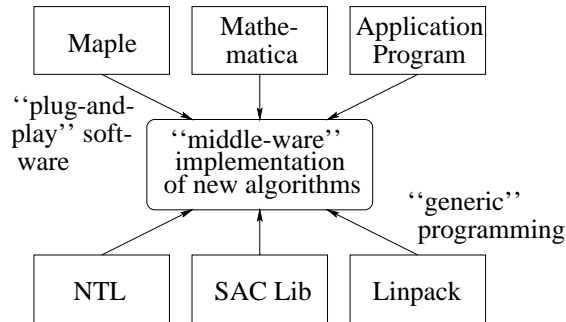 Maple
Mathe-
matica
Application
Program
‘‘plug-and-
play’’ soft-
ware
‘‘middle-ware’’
implementation
of new algorithms
‘‘generic’’
programming
NTL
SAC Lib
Linpack